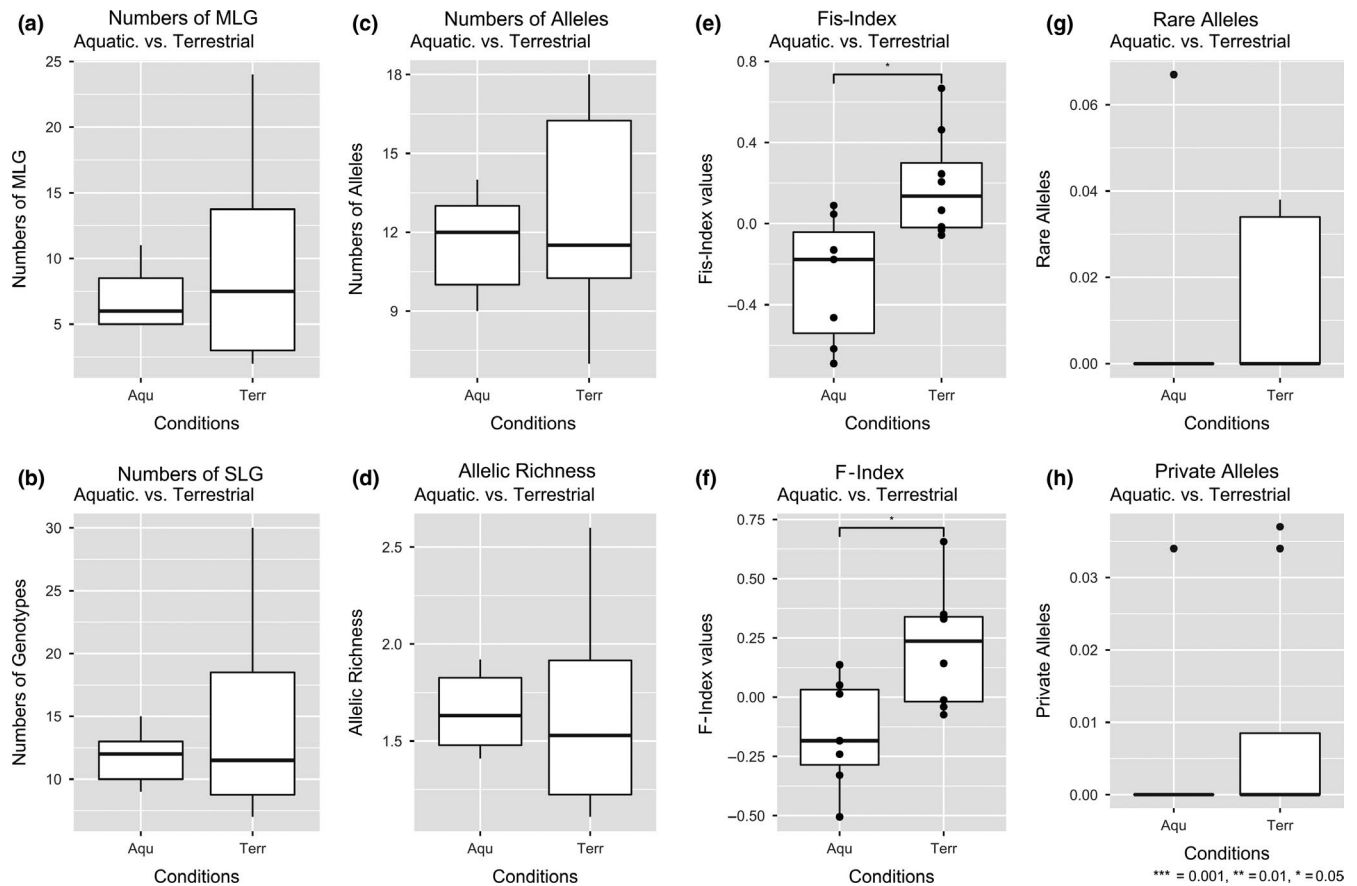 (a) Numbers of MLG
Aquatic. vs. Terrestrial
Numbers of MLG
25
20
15
10
5
Aqu Terr
Conditions
(c) Numbers of Alleles
Aquatic. vs. Terrestrial
Numbers of Alleles
18
15
12
9
Aqu Terr
Conditions
(e) Fis-Index
Aquatic. vs. Terrestrial
Fis-Index values
0.8
0.4
0.0
−0.4
*
Aqu Terr
Conditions
(g) Rare Alleles
Aquatic. vs. Terrestrial
Rare Alleles
0.06
0.04
0.02
0.00
Aqu Terr
Conditions
(b) Numbers of SLG
Aquatic. vs. Terrestrial
Numbers of Genotypes
30
25
20
15
10
Aqu Terr
Conditions
(d) Allelic Richness
Aquatic. vs. Terrestrial
Allelic Richness
2.5
2.0
1.5
Aqu Terr
Conditions
(f) F-Index
Aquatic. vs. Terrestrial
F-Index values
0.75
0.50
0.25
0.00
−0.25
−0.50
*
Aqu Terr
Conditions
(h) Private Alleles
Aquatic. vs. Terrestrial
Private Alleles
0.03
0.02
0.01
0.00
Aqu Terr
Conditions
*** = 0.001, ** = 0.01, * = 0.05